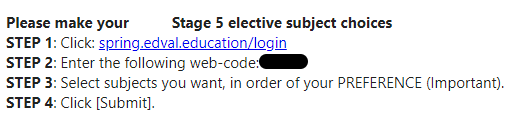 Please make your Stage 5 elective subject choices
STEP 1: Click: spring.edval.education/login
STEP 2: Enter the following web-code:
STEP 3: Select subjects you want, in order of your PREFERENCE (Important).
STEP 4: Click [Submit].